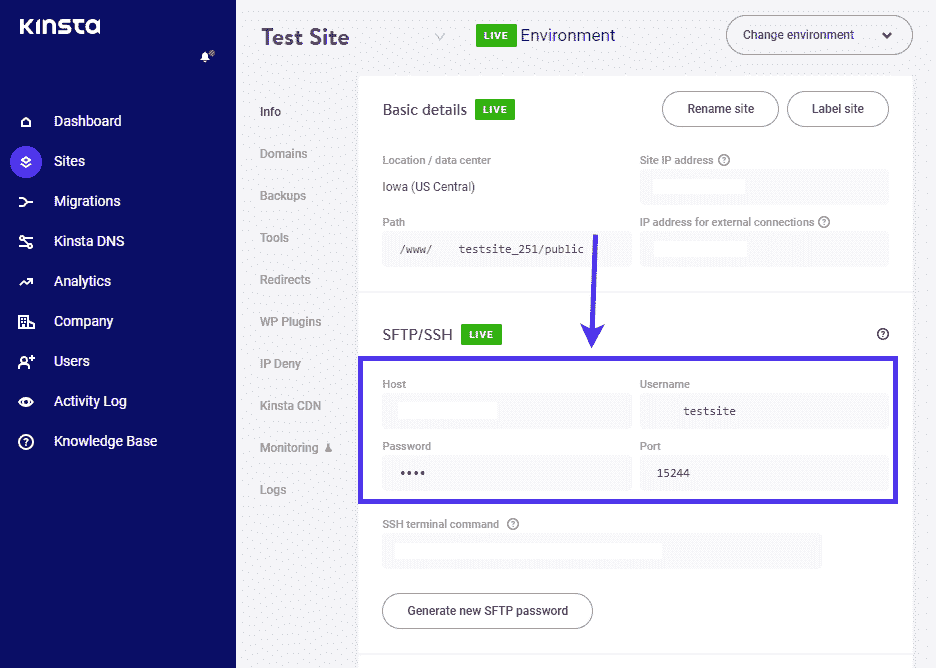 KINSTA
Dashboard
Sites
Migrations
Kinsta DNS
Analytics
Company
Users
Activity Log
Knowledge Base
Test Site
LIVE Environment
Change environment
Info
Domains
Backups
Tools
Redirects
WP Plugins
IP Deny
Kinsta CDN
Monitoring
Logs
Basic details LIVE
Rename site
Label site
Location / data center
Iowa (US Central)
Site IP address ?
Path
/www/ testsite_251/public
IP address for external connections ?
SFTP/SSH LIVE ?
Host
Username
testsite
Password
••••
Port
15244
SSH terminal command ?
Generate new SFTP password